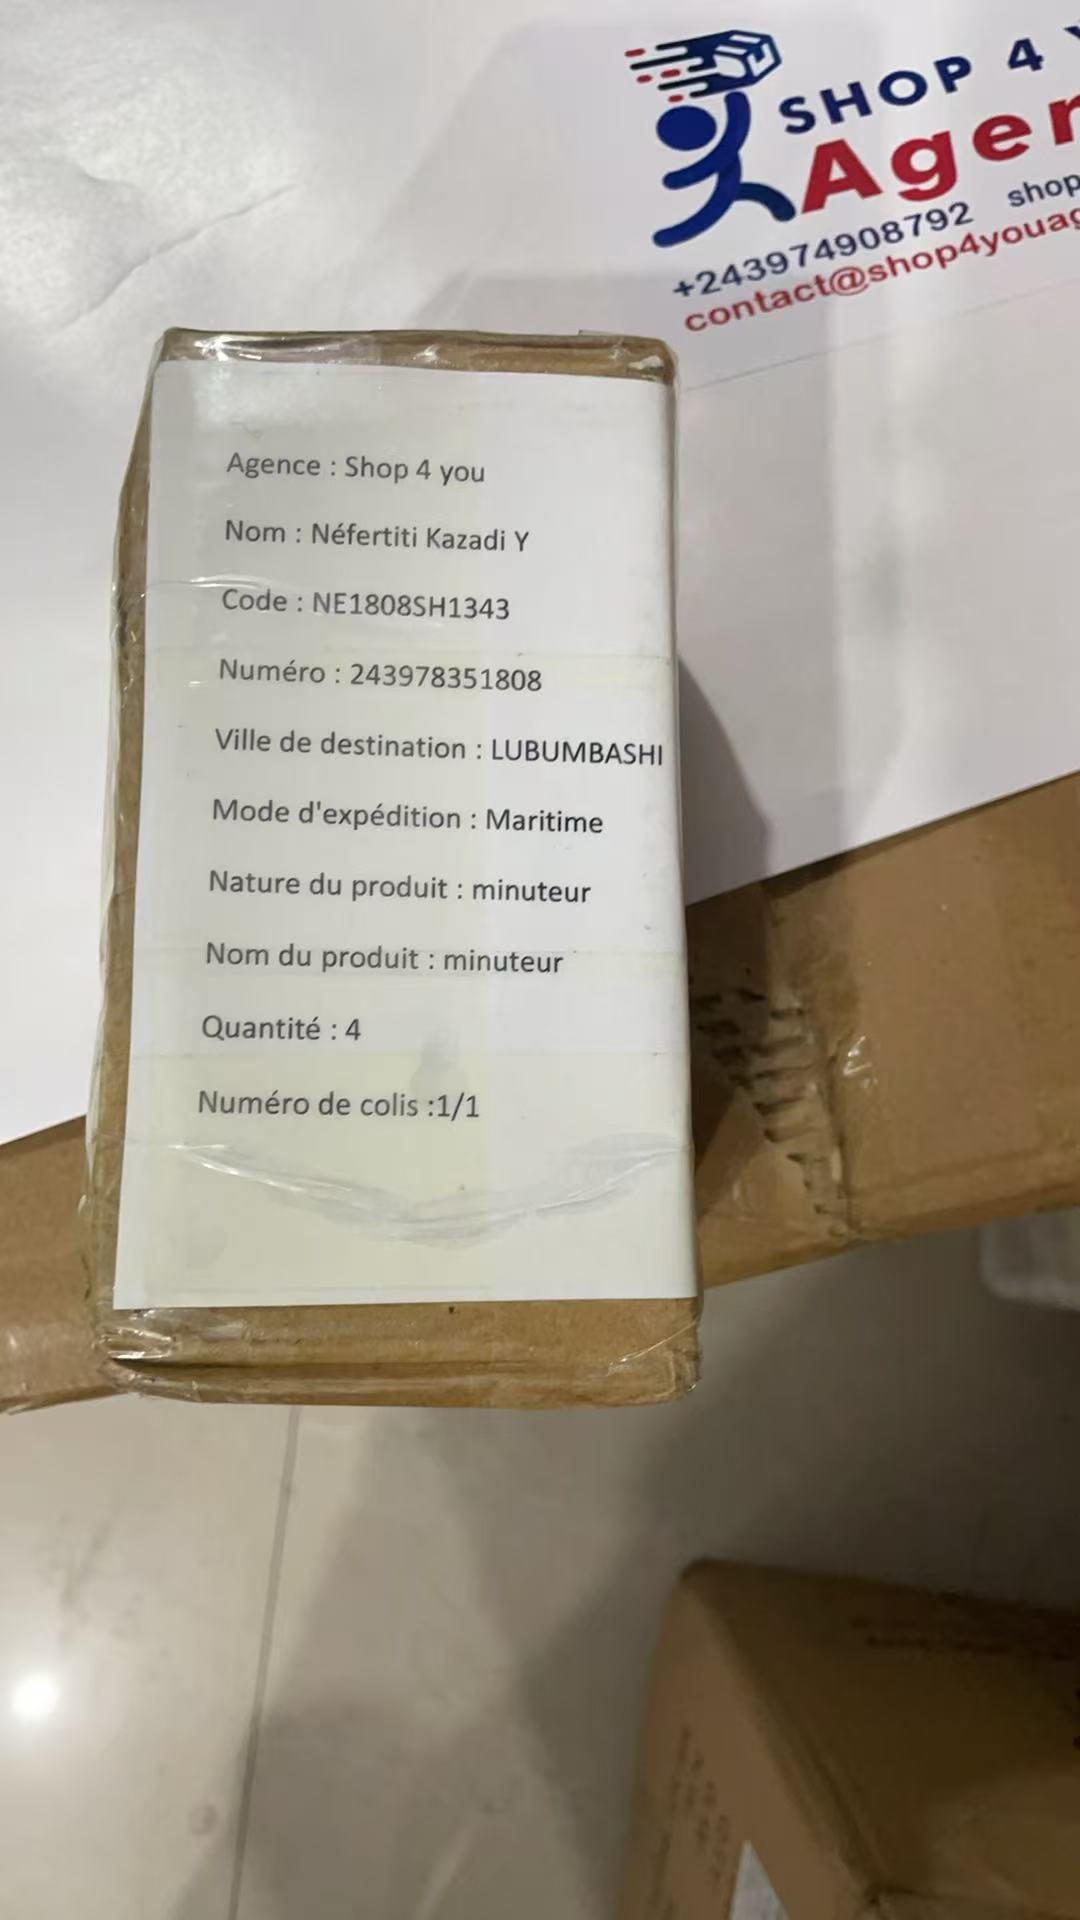 SHOP 4
Agen
+243974908792 shop
contact@shop4youag
Agence : Shop 4 you
Nom : Néfertiti Kazadi Y
Code : NE1808SH1343
Numéro : 243978351808
Ville de destination : LUBUMBASHI
Mode d'expédition : Maritime
Nature du produit : minuteur
Nom du produit : minuteur
Quantité : 4
Numéro de colis :1/1